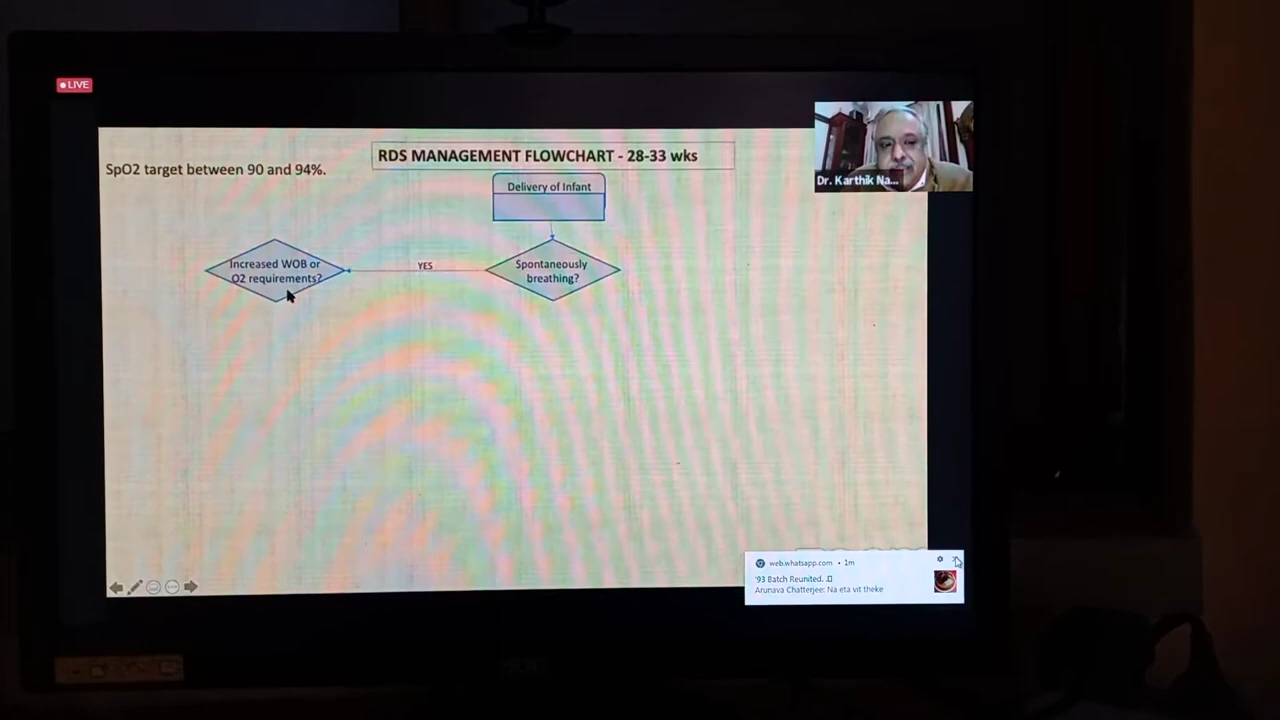 LIVE
RDS MANAGEMENT FLOWCHART - 28-33 wks
SpO2 target between 90 and 94%.
Dr. Karthik Na...
Delivery of Infant
Increased WOB or
O2 requirements?
YES
Spontaneously
breathing?
web.whatsapp.com • 1m
'93 Batch Reunited..
Arunava Chatterjee: Na eta vit theke